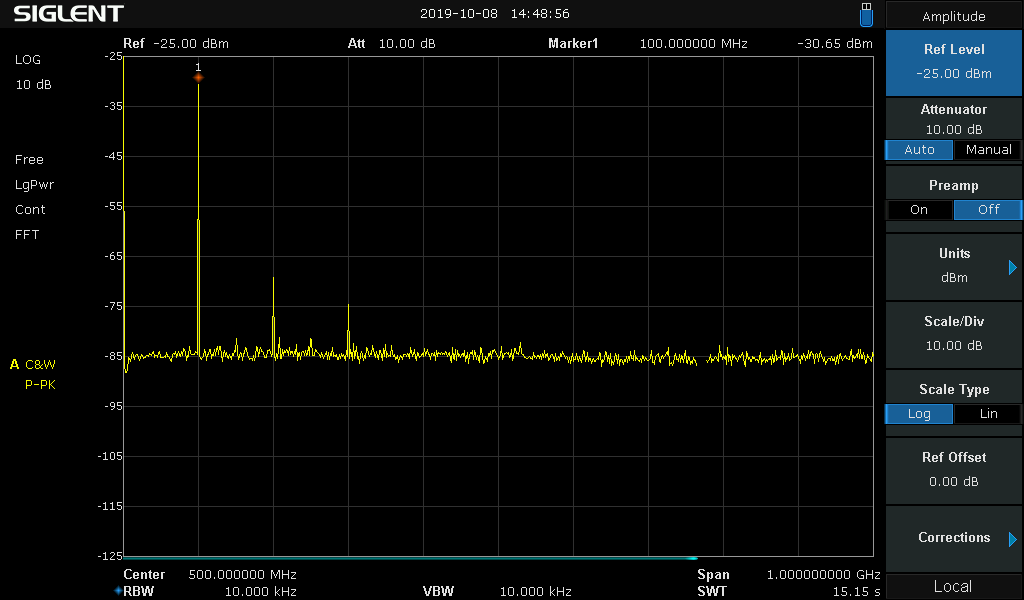 SIGLENT
2019-10-08 14:48:56
Amplitude
Ref -25.00 dBm Att 10.00 dB Marker1 100.000000 MHz -30.65 dBm
LOG
10 dB
Free
LgPwr
Cont
FFT
A C&W
P-PK
-25
-35
-45
-55
-65
-75
-85
-95
-105
-115
-125
1
Center 500.000000 MHz Span 1.000000000 GHz
RBW 10.000 kHz VBW 10.000 kHz SWT 15.15 s
Ref Level
-25.00 dBm
Attenuator
10.00 dB
Auto Manual
Preamp
On Off
Units
dBm
Scale/Div
10.00 dB
Scale Type
Log Lin
Ref Offset
0.00 dB
Corrections
Local